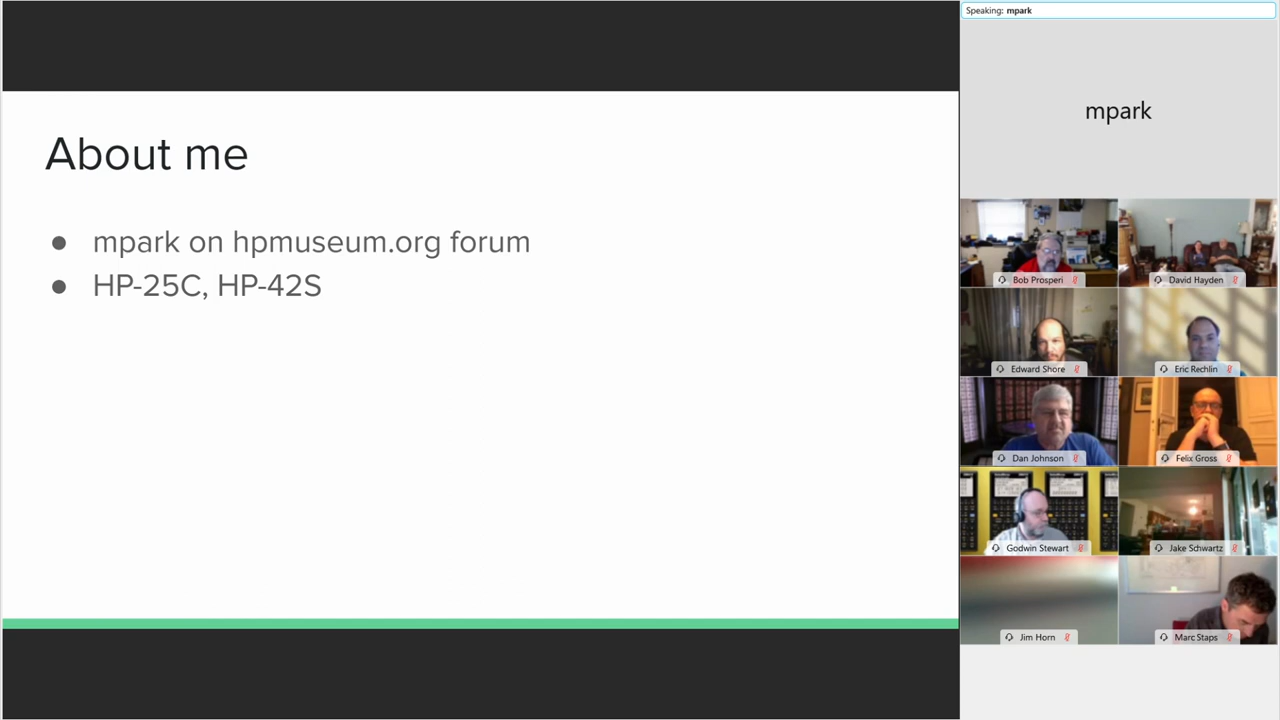 About me
● mpark on hpmuseum.org forum
● HP-25C, HP-42S
Speaking: mpark
mpark
Bob Prosperi
David Hayden
Edward Shore
Eric Rechlin
Dan Johnson
Felix Gross
Godwin Stewart
Jake Schwartz
Jim Horn
Marc Staps